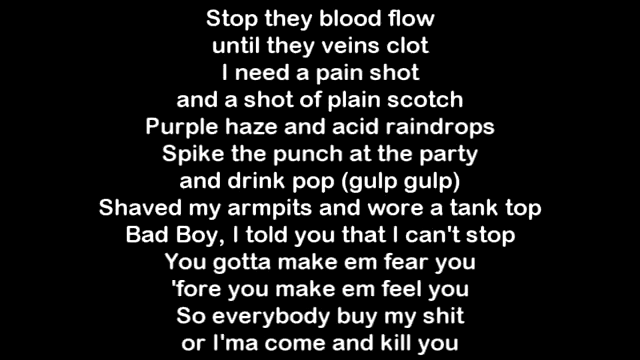 Stop they blood flow
until they veins clot
I need a pain shot
and a shot of plain scotch
Purple haze and acid raindrops
Spike the punch at the party
and drink pop (gulp gulp)
Shaved my armpits and wore a tank top
Bad Boy, I told you that I can't stop
You gotta make em fear you
'fore you make em feel you
So everybody buy my shit
or I'ma come and kill you